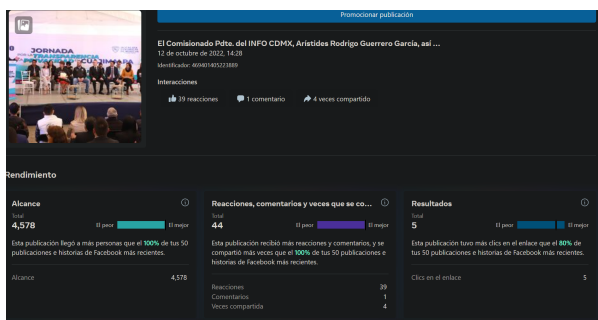 Promocionar publicación
JORNADA
TRANSPARENCIA
CUAJIMALPA
El Comisionado Pdte. del INFO CDMX, Arístides Rodrigo Guerrero García, así ...
12 de octubre de 2022, 14:28
Identificador: 469401405223889
Interacciones
39 reacciones
1 comentario
4 veces compartido
Rendimiento
Alcance
Total
4,578
El peor
El mejor
Esta publicación llegó a más personas que el 100% de tus 50
publicaciones e historias de Facebook más recientes.
Alcance
4,578
Reacciones, comentarios y veces que se co...
Total
44
El peor
El mejor
Esta publicación recibió más reacciones y comentarios, y se
compartió más veces que el 100% de tus 50 publicaciones e
historias de Facebook más recientes.
Reacciones
39
Comentarios
1
Veces compartida
4
Resultados
Total
5
El peor
El mejor
Esta publicación tuvo más clics en el enlace que el 80% de
tus 50 publicaciones e historias de Facebook más recientes.
Clics en el enlace
5